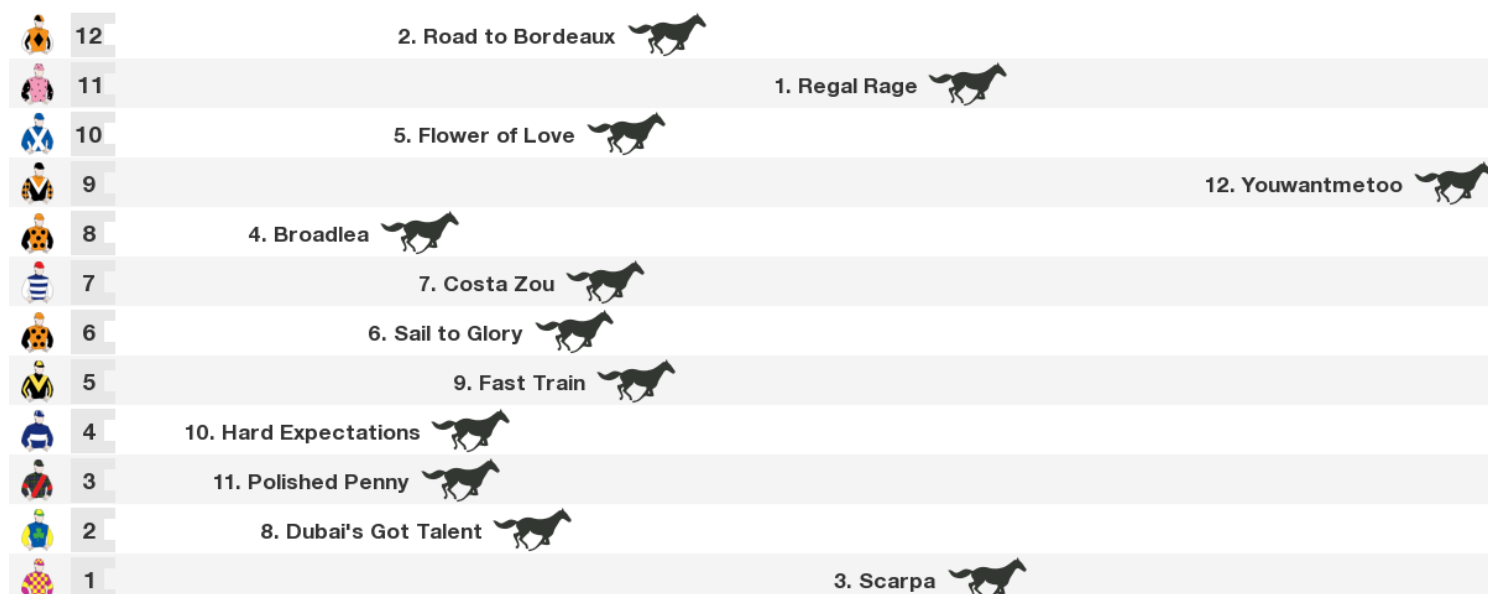 12 2. Road to Bordeaux
11 1. Regal Rage
10 5. Flower of Love
9 12. Youwantmetoo
8 4. Broadlea
7 7. Costa Zou
6 6. Sail to Glory
5 9. Fast Train
4 10. Hard Expectations
3 11. Polished Penny
2 8. Dubai's Got Talent
1 3. Scarpa